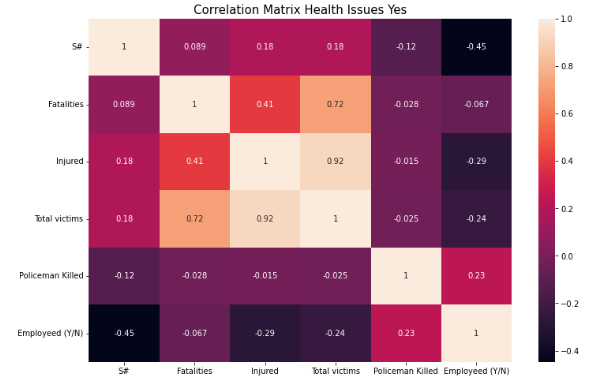 Correlation Matrix Health Issues Yes
S# 1 0.089 0.18 0.18 -0.12 -0.45
Fatalities 0.089 1 0.41 0.72 -0.028 -0.067
Injured 0.18 0.41 1 0.92 -0.015 -0.29
Total victims 0.18 0.72 0.92 1 -0.025 -0.24
Policeman Killed -0.12 -0.028 -0.015 -0.025 1 0.23
Employeed (Y/N) -0.45 -0.067 -0.29 -0.24 0.23 1
S# Fatalities Injured Total victims Policeman Killed Employeed (Y/N)
1.0
0.8
0.6
0.4
0.2
0.0
-0.2
-0.4